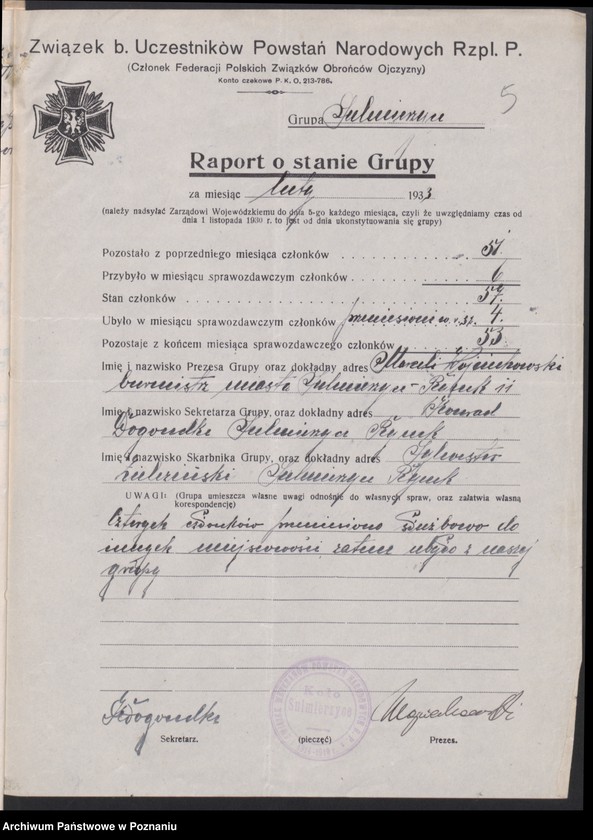 Związek b. Uczestników Powstań Narodowych Rzpl. P.
(Członek Federacji Polskich Związków Obrońców Ojczyzny)
Konto czekowe P. K. O. 213-786.
5
Grupa Sulmierzyce
Raport o stanie Grupy
za miesiąc luty 1933
(należy nadsyłać Zarządowi Wojewódzkiemu do dnia 5-go każdego miesiąca, czyli że uwzględniamy czas od
dnia 1 listopada 1930 r. to jest od dnia ukonstytuowania się grupy)
Pozostało z poprzedniego miesiąca członków 51.
Przybyło w miesiącu sprawozdawczym członków 6
Stan członków 57.
Ubyło w miesiącu sprawozdawczym członków 4.
Pozostaje z końcem miesiąca sprawozdawczego członków 53.
Imię i nazwisko Prezesa Grupy oraz dokładny adres
burmistrz miasta Sulmierzyce - Rynek 11
Imię i nazwisko Sekretarza Grupy, oraz dokładny adres Konrad
Sulmierzyce Rynek
Imię i nazwisko Skarbnika Grupy, oraz dokładny adres Sylwester
Zieleziński Sulmierzyce Rynek
UWAGI: (Grupa umieszcza własne uwagi odnośnie do własnych spraw, oraz załatwia własną
korespondencję)
Czterych członków przeniesiono służbowo do
innych miejscowości zatem ubyło z naszej
grupy
Koło
Sulmierzyce
Sekretarz. (pieczęć) Prezes.
Archiwum Państwowe w Poznaniu